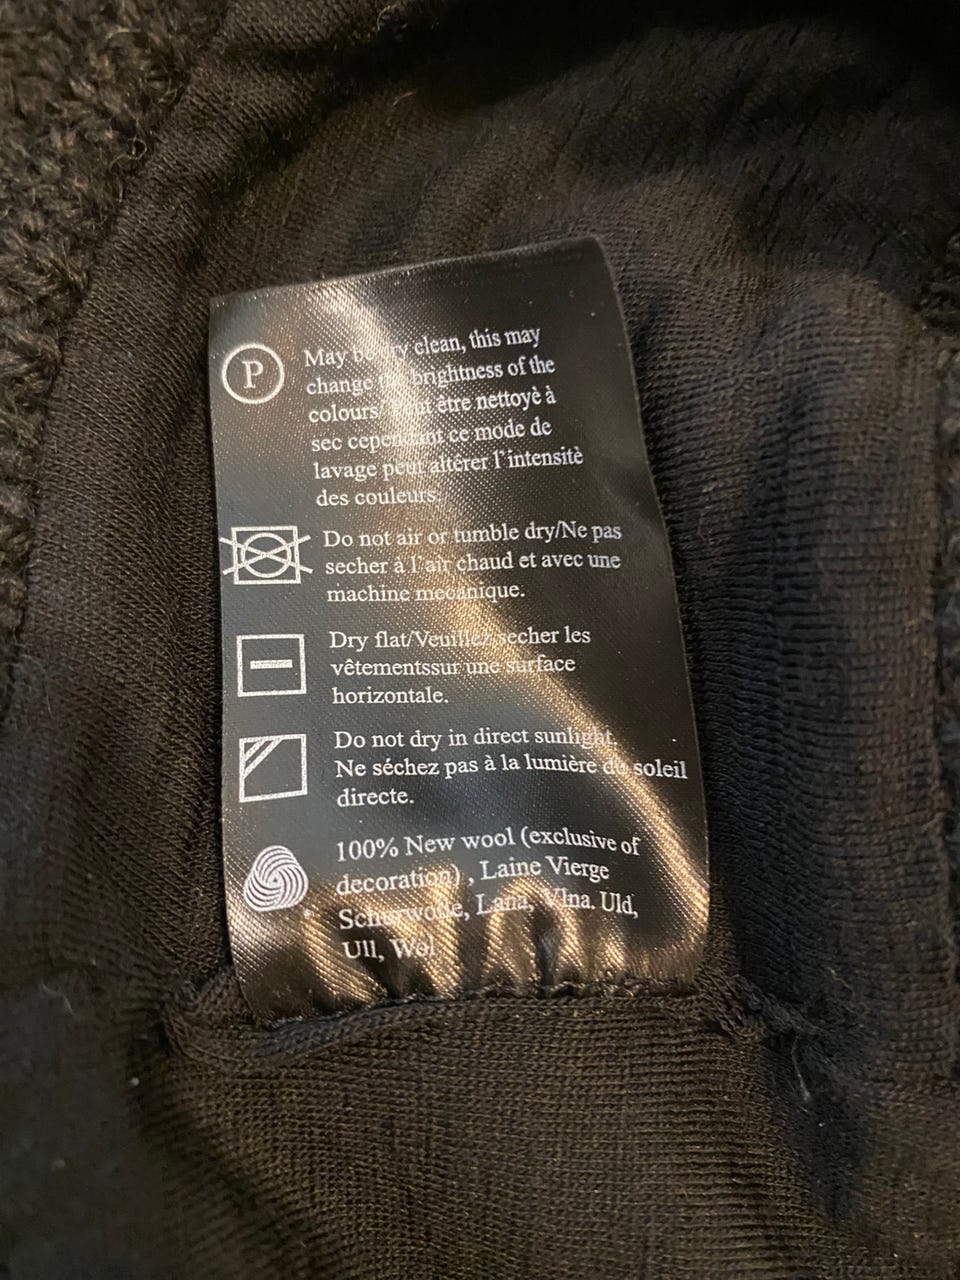 P
May be dry clean, this may
change the brightness of the
colours. Peut être nettoyè à
sec cependant ce mode de
lavage peut altérer l'intensitè
des couleurs.
Do not air or tumble dry/Ne pas
secher à l'air chaud et avec une
machine mecanique.
Dry flat/Veuillez secher les
vêtementssur une surface
horizontale.
Do not dry in direct sunlight.
Ne séchez pas à la lumière du soleil
directe.
100% New wool (exclusive of
decoration) , Laine Vierge
Schurwolle, Lana, Vlna. Uld,
Ull, Wol